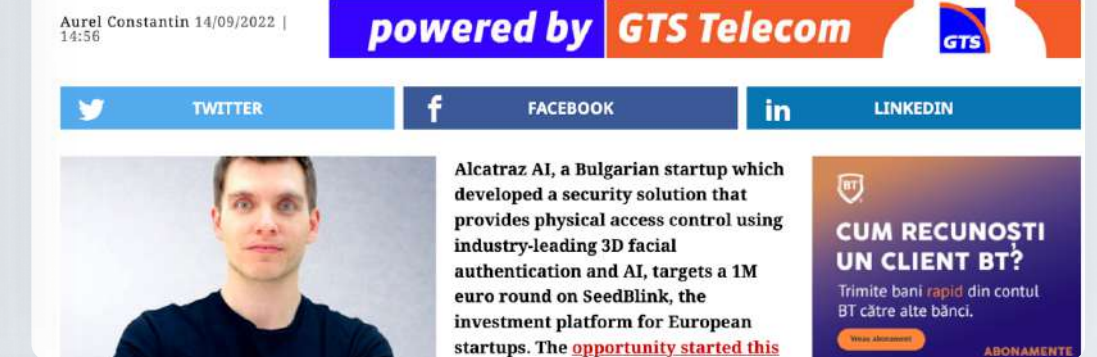 Aurel Constantin 14/09/2022 |
14:56
powered by GTS Telecom
GTS
TWITTER
f
FACEBOOK
in
LINKEDIN
Alcatraz AI, a Bulgarian startup which
developed a security solution that
provides physical access control using
industry-leading 3D facial
authentication and AI, targets a 1M
euro round on SeedBlink, the
investment platform for European
startups. The opportunity started this
BT
CUM RECUNOȘTI
UN CLIENT BT?
Trimite bani rapid din contul
BT către alte bănci.
Vreau abonament
ABONAMENTE